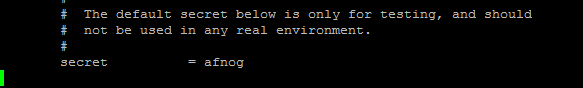 #  The default secret below is only for testing, and should
#  not be used in any real environment.
#
secret          = afnog